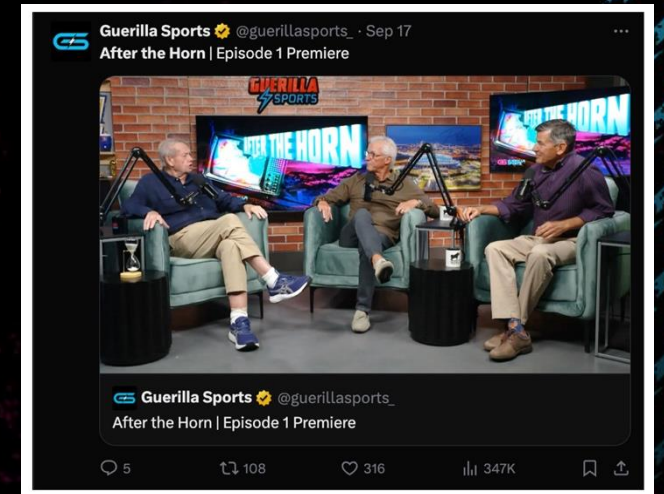 Guerilla Sports @guerillasports_ · Sep 17
After the Horn | Episode 1 Premiere
GUERILLA
SPORTS
AFTER THE HORN
AFTER THE HORN
Guerilla Sports @guerillasports_
After the Horn | Episode 1 Premiere
5 108 316 347K